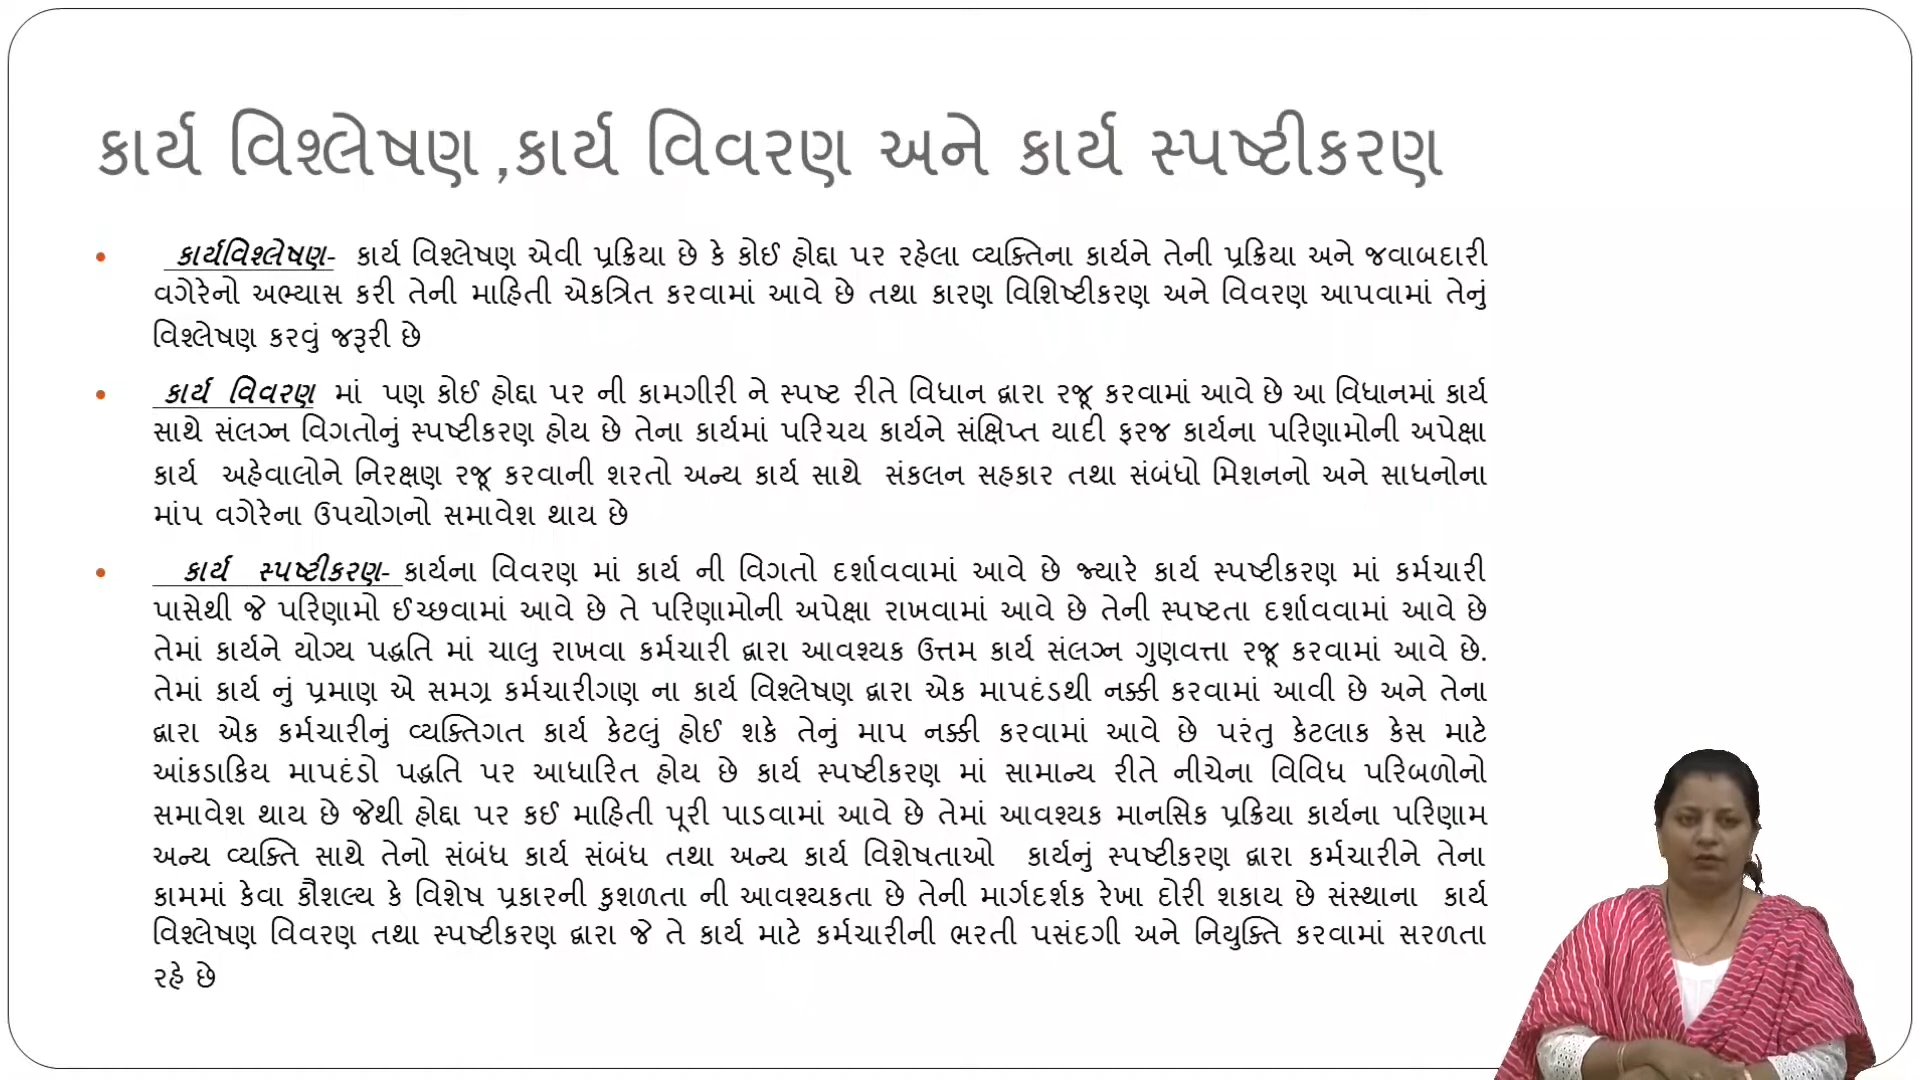 કાર્ય વિશ્લેષણ ,કાર્ય વિવરણ અને કાર્ય સ્પષ્ટીકરણ
• કાર્યવિશ્લેષણ- કાર્ય વિશ્લેષણ એવી પ્રક્રિયા છે કે કોઈ હોદ્દા પર રહેલા વ્યક્તિના કાર્યને તેની પ્રક્રિયા અને જવાબદારી
વગેરેનો અભ્યાસ કરી તેની માહિતી એકત્રિત કરવામાં આવે છે તથા કારણ વિશિષ્ટીકરણ અને વિવરણ આપવામાં તેનું
વિશ્લેષણ કરવું જરૂરી છે
• કાર્ય વિવરણ માં પણ કોઈ હોદ્દા પર ની કામગીરી ને સ્પષ્ટ રીતે વિધાન દ્વારા રજૂ કરવામાં આવે છે આ વિધાનમાં કાર્ય
સાથે સંલગ્ન વિગતોનું સ્પષ્ટીકરણ હોય છે તેના કાર્યમાં પરિચય કાર્યને સંક્ષિપ્ત યાદી ફરજ કાર્યના પરિણામોની અપેક્ષા
કાર્ય અહેવાલોને નિરક્ષણ રજૂ કરવાની શરતો અન્ય કાર્ય સાથે સંકલન સહકાર તથા સંબંધો મિશનનો અને સાધનોના
માંપ વગેરેના ઉપયોગનો સમાવેશ થાય છે
• કાર્ય સ્પષ્ટીકરણ- કાર્યના વિવરણ માં કાર્ય ની વિગતો દર્શાવવામાં આવે છે જ્યારે કાર્ય સ્પષ્ટીકરણ માં કર્મચારી
પાસેથી જે પરિણામો ઈચ્છવામાં આવે છે તે પરિણામોની અપેક્ષા રાખવામાં આવે છે તેની સ્પષ્ટતા દર્શાવવામાં આવે છે
તેમાં કાર્યને યોગ્ય પદ્ધતિ માં ચાલુ રાખવા કર્મચારી દ્વારા આવશ્યક ઉત્તમ કાર્ય સંલગ્ન ગુણવત્તા રજૂ કરવામાં આવે છે.
તેમાં કાર્ય નું પ્રમાણ એ સમગ્ર કર્મચારીગણ ના કાર્ય વિશ્લેષણ દ્વારા એક માપદંડથી નક્કી કરવામાં આવી છે અને તેના
દ્વારા એક કર્મચારીનું વ્યક્તિગત કાર્ય કેટલું હોઈ શકે તેનું માપ નક્કી કરવામાં આવે છે પરંતુ કેટલાક કેસ માટે
આંકડાકિય માપદંડો પદ્ધતિ પર આધારિત હોય છે કાર્ય સ્પષ્ટીકરણ માં સામાન્ય રીતે નીચેના વિવિધ પરિબળોનો
સમાવેશ થાય છે જેથી હોદ્દા પર કઈ માહિતી પૂરી પાડવામાં આવે છે તેમાં આવશ્યક માનસિક પ્રક્રિયા કાર્યના પરિણામ
અન્ય વ્યક્તિ સાથે તેનો સંબંધ કાર્ય સંબંધ તથા અન્ય કાર્ય વિશેષતાઓ કાર્યનું સ્પષ્ટીકરણ દ્વારા કર્મચારીને તેના
કામમાં કેવા કૌશલ્ય કે વિશેષ પ્રકારની કુશળતા ની આવશ્યકતા છે તેની માર્ગદર્શક રેખા દોરી શકાય છે સંસ્થાના કાર્ય
વિશ્લેષણ વિવરણ તથા સ્પષ્ટીકરણ દ્વારા જે તે કાર્ય માટે કર્મચારીની ભરતી પસંદગી અને નિયુક્તિ કરવામાં સરળતા
રહે છે